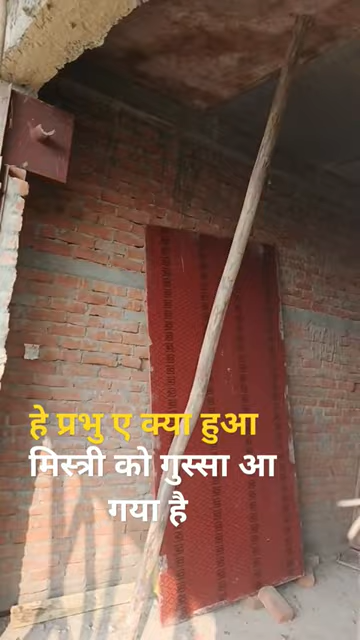 हे प्रभु ए क्या हुआ
मिस्त्री को गुस्सा आ
गया है